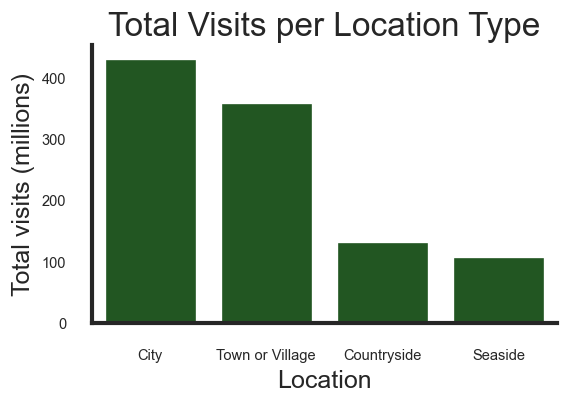 Total Visits per Location Type
Total visits (millions)
400
300
200
100
0
City Town or Village Countryside Seaside
Location